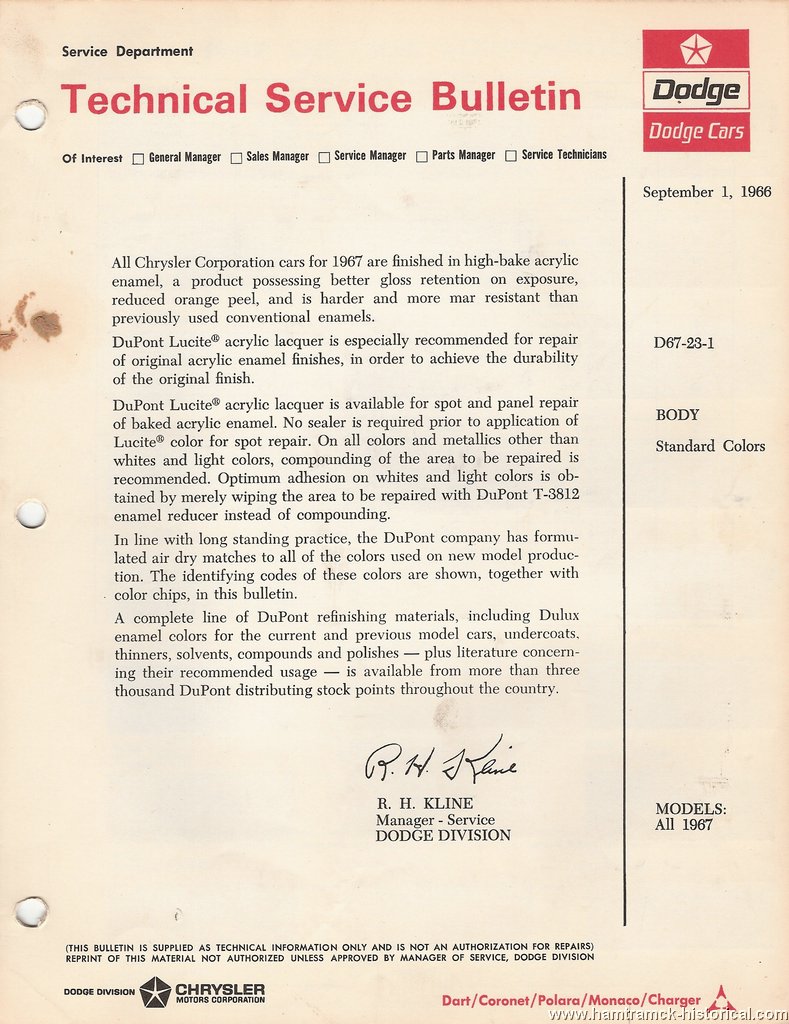 Service Department
Technical Service Bulletin
Dodge
Dodge Cars
Of Interest □ General Manager □ Sales Manager □ Service Manager □ Parts Manager □ Service Technicians
September 1, 1966
All Chrysler Corporation cars for 1967 are finished in high-bake acrylic
enamel, a product possessing better gloss retention on exposure,
reduced orange peel, and is harder and more mar resistant than
previously used conventional enamels.
DuPont Lucite® acrylic lacquer is especially recommended for repair
of original acrylic enamel finishes, in order to achieve the durability
of the original finish.
D67-23-1
DuPont Lucite® acrylic lacquer is available for spot and panel repair
of baked acrylic enamel. No sealer is required prior to application of
Lucite® color for spot repair. On all colors and metallics other than
whites and light colors, compounding of the area to be repaired is
recommended. Optimum adhesion on whites and light colors is ob-
tained by merely wiping the area to be repaired with DuPont T-3812
enamel reducer instead of compounding.
BODY
Standard Colors
In line with long standing practice, the DuPont company has formu-
lated air dry matches to all of the colors used on new model produc-
tion. The identifying codes of these colors are shown, together with
color chips, in this bulletin.
A complete line of DuPont refinishing materials, including Dulux
enamel colors for the current and previous model cars, undercoats,
thinners, solvents, compounds and polishes — plus literature concern-
ing their recommended usage — is available from more than three
thousand DuPont distributing stock points throughout the country.
R. H. Kline
R. H. KLINE
Manager - Service
DODGE DIVISION
MODELS:
All 1967
(THIS BULLETIN IS SUPPLIED AS TECHNICAL INFORMATION ONLY AND IS NOT AN AUTHORIZATION FOR REPAIRS)
REPRINT OF THIS MATERIAL NOT AUTHORIZED UNLESS APPROVED BY MANAGER OF SERVICE, DODGE DIVISION
DODGE DIVISION CHRYSLER
MOTORS CORPORATION
Dart/Coronet/Polara/Monaco/Charger
www.hamtramck-historical.com